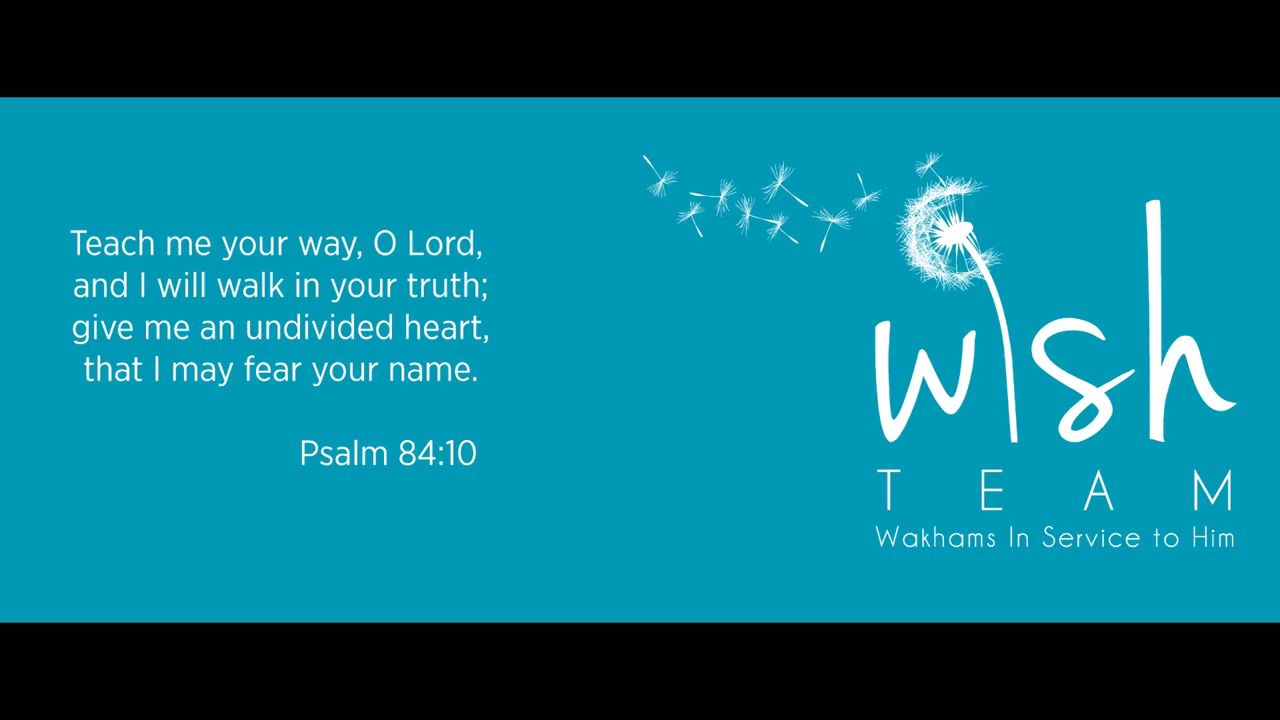 Teach me your way, O Lord,
and I will walk in your truth;
give me an undivided heart,
that I may fear your name.
Psalm 84:10
wish
TEAM
Wakhams In Service to Him